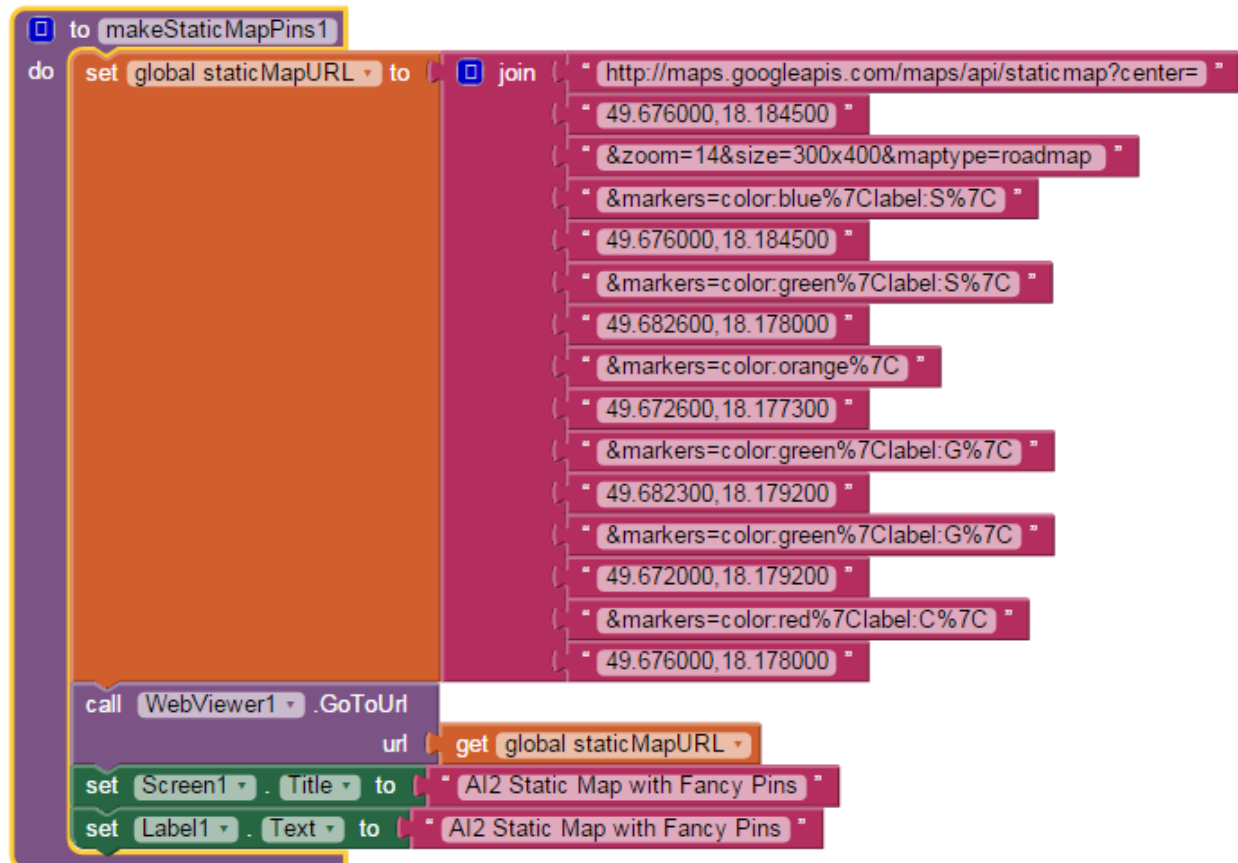 to makeStaticMapPins1
do set global staticMapURL to join " http://maps.googleapis.com/maps/api/staticmap?center= "
" 49.676000,18.184500 "
" &zoom=14&size=300x400&maptype=roadmap "
" &markers=color:blue%7Clabel:S%7C "
" 49.676000,18.184500 "
" &markers=color:green%7Clabel:S%7C "
" 49.682600,18.178000 "
" &markers=color:orange%7C "
" 49.672600,18.177300 "
" &markers=color:green%7Clabel:G%7C "
" 49.682300,18.179200 "
" &markers=color:green%7Clabel:G%7C "
" 49.672000,18.179200 "
" &markers=color:red%7Clabel:C%7C "
" 49.676000,18.178000 "
call WebViewer1 .GoToUrl
url get global staticMapURL
set Screen1 . Title to " AI2 Static Map with Fancy Pins "
set Label1 . Text to " AI2 Static Map with Fancy Pins "